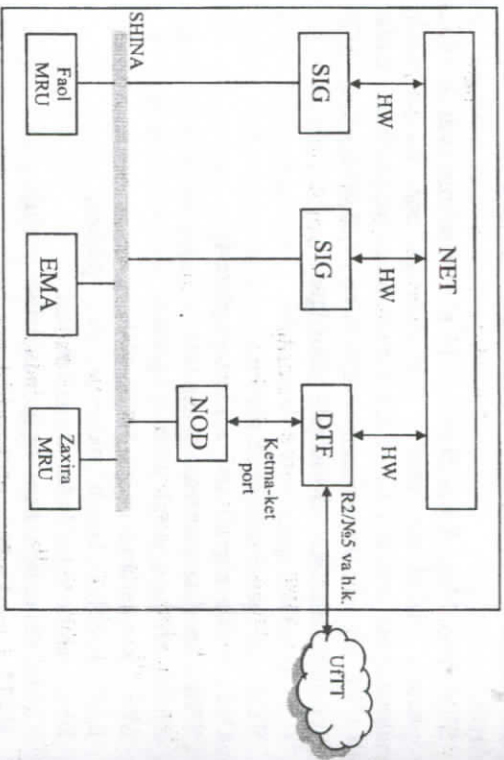 NET
HW
HW
HW
SIG
SIG
DTF
R2/№5 va h.k.
UfTT
Ketma-ket
port
NOD
SHINA
Faol
MRU
EMA
Zaxira
MRU